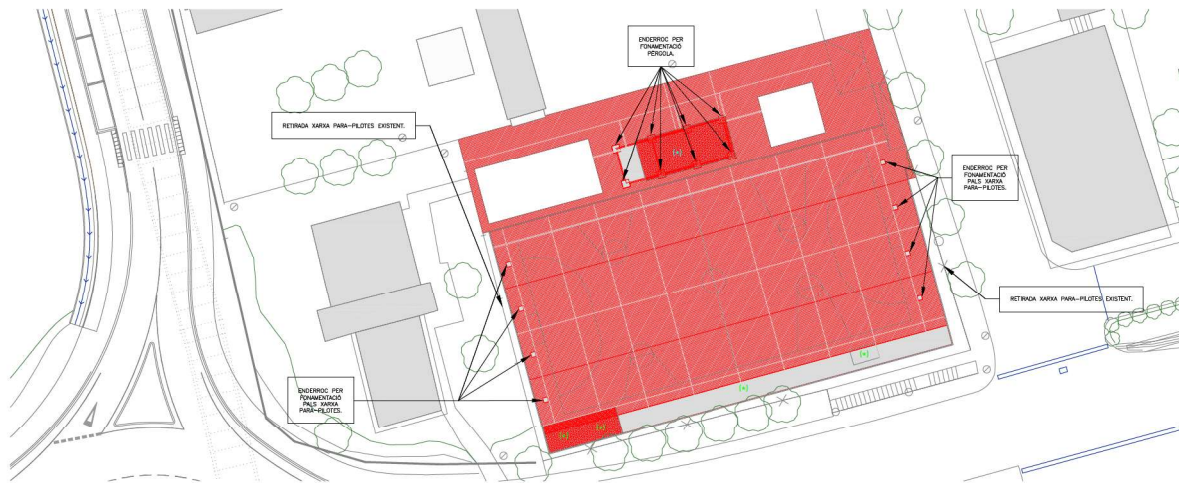 ENDERROC PER
FONAMENTACIÓ
PÈRGOLA.
RETIRADA XARXA PARA-PILOTES EXISTENT.
ENDERROC PER
FONAMENTACIÓ
PALS XARXA
PARA-PILOTES.
RETIRADA XARXA PARA-PILOTES EXISTENT.
ENDERROC PER
FONAMENTACIÓ
PALS XARXA
PARA-PILOTES.